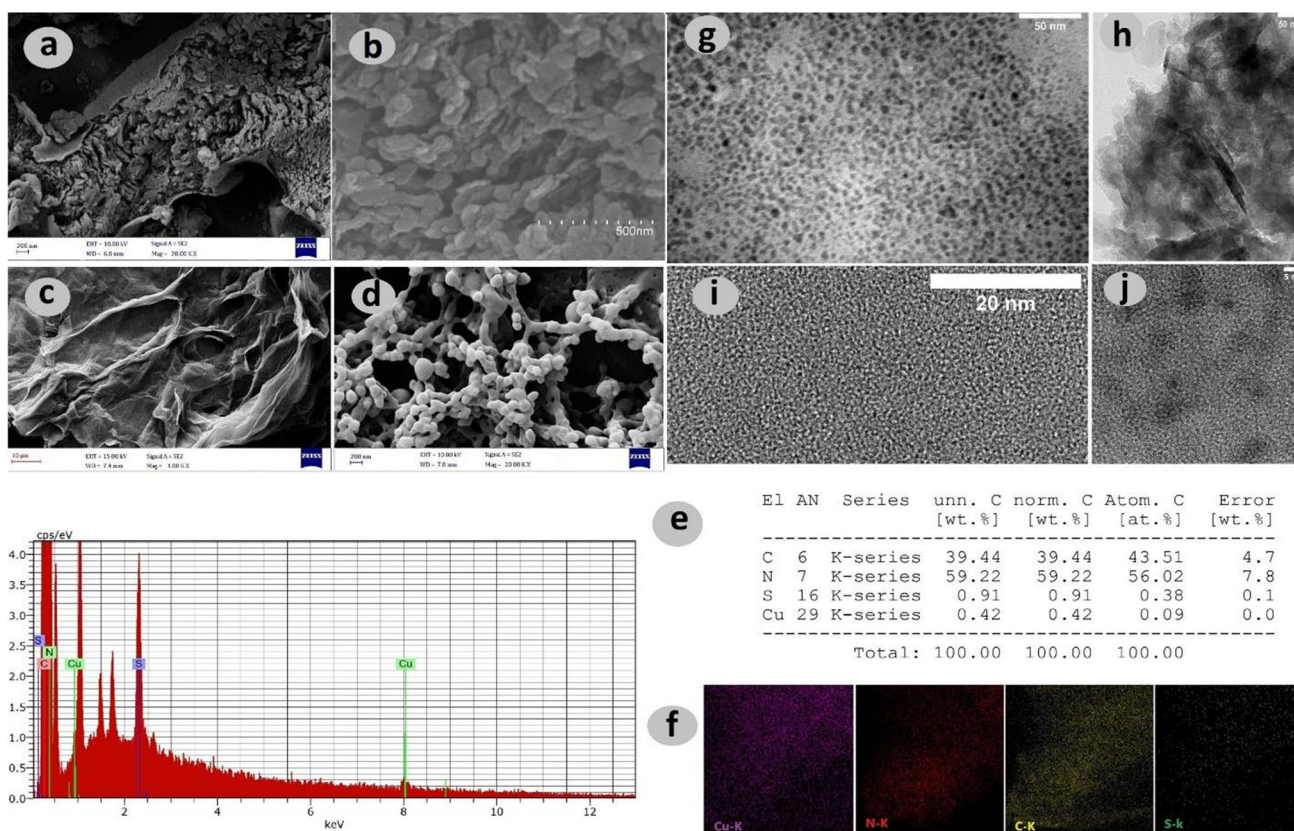 a
200 nm
EHT = 10.00 kV
Signal A = SE2
WD = 6.0 mm
Mag = 20.00 K X
ZEISS
b
500nm
g
50 nm
h
50 nm
c
10 µm
EHT = 15.00 kV
Signal A = SE2
WD = 7.4 mm
Mag = 1.00 K X
ZEISS
d
200 nm
EHT = 10.00 kV
Signal A = SE2
WD = 7.0 mm
Mag = 20.00 K X
ZEISS
i
20 nm
j
cps/eV
4.0
3.5
3.0
2.5
2.0
1.5
1.0
0.5
0.0
S
N
C
Cu
S
Cu
2 4 6 8 10 12
keV
e
El AN Series unn. C norm. C Atom. C Error
[wt.%] [wt.%] [at.%] [wt.%]
C 6 K-series 39.44 39.44 43.51 4.7
N 7 K-series 59.22 59.22 56.02 7.8
S 16 K-series 0.91 0.91 0.38 0.1
Cu 29 K-series 0.42 0.42 0.09 0.0
Total: 100.00 100.00 100.00
f
Cu-K
N-K
C-K
S-k